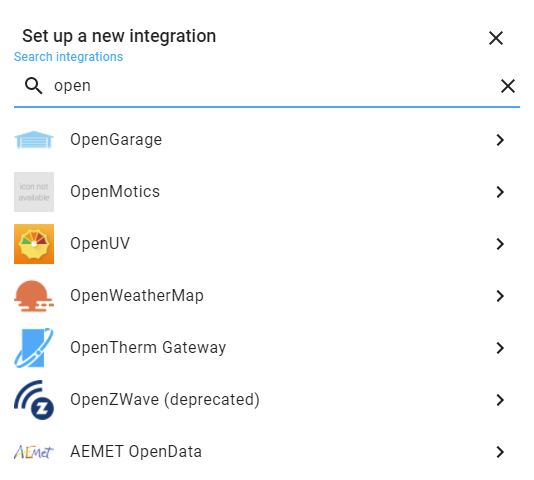 Set up a new integration
Search integrations
open
OpenGarage
icon not
available
OpenMotics
OpenUV
OpenWeatherMap
OpenTherm Gateway
Z
OpenZWave (deprecated)
AEMet
AEMET OpenData